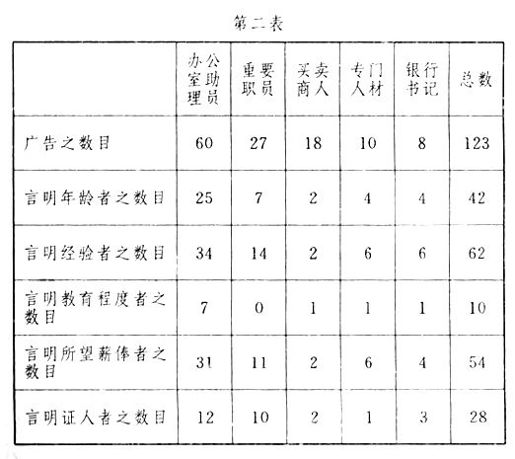 第二表
办公室助理员 重要职员 买卖商人 专门人材 银行书记 总数
广告之数目 60 27 18 10 8 123
言明年龄者之数目 25 7 2 4 4 42
言明经验者之数目 34 14 2 6 6 62
言明教育程度者之数目 7 0 1 1 1 10
言明所望薪俸者之数目 31 11 2 6 4 54
言明证人者之数目 12 10 2 1 3 28